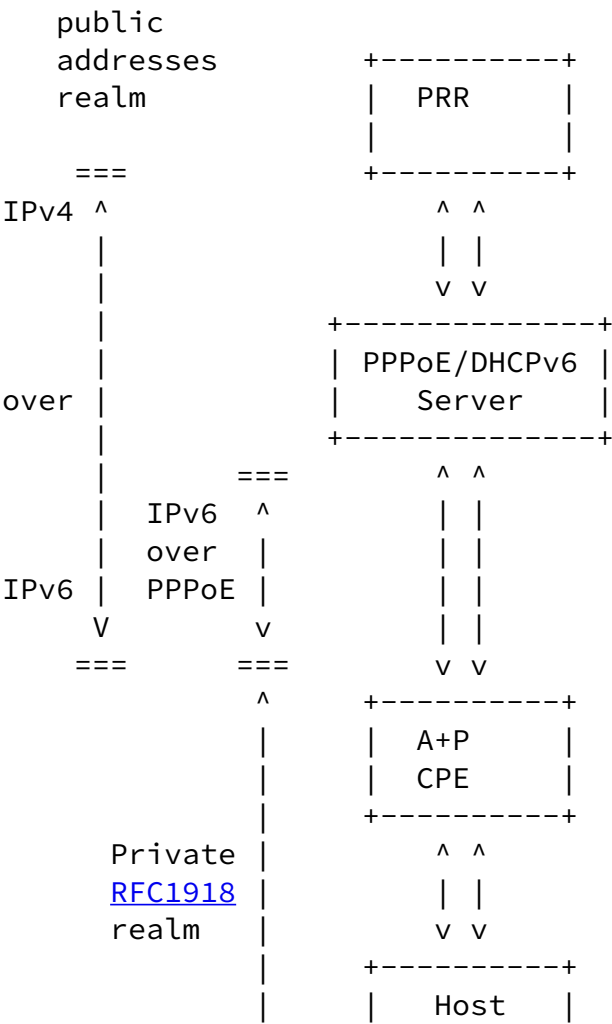 public
   addresses        +-----------+
   realm            |  PRR      |
                    |           |
    ===             +-----------+
IPv4 ^                  ^ ^
     |                  | |
     |                  v v
     |            +---------------+
     |            | PPPoE/DHCPv6  |
over |            |    Server     |
     |            +---------------+
     |       ===        ^ ^
     |  IPv6  ^         | |
     |  over  |         | |
IPv6 |  PPPoE |         | |
     V        v         | |
    ===      ===        v v
              ^     +-----------+
              |     |  A+P      |
              |     |  CPE      |
              |     +-----------+
      Private |         ^ ^
      RFC1918 |         | |
      realm   |         v v
              |     +-----------+
              |     |   Host    |